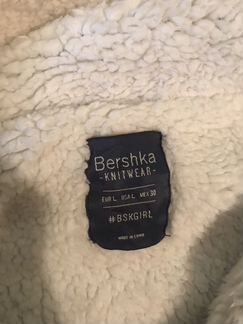 Bershka
-KNITWEAR-
EUR L USA L MEX 30
#BSKGIRL
MADE IN CHINA